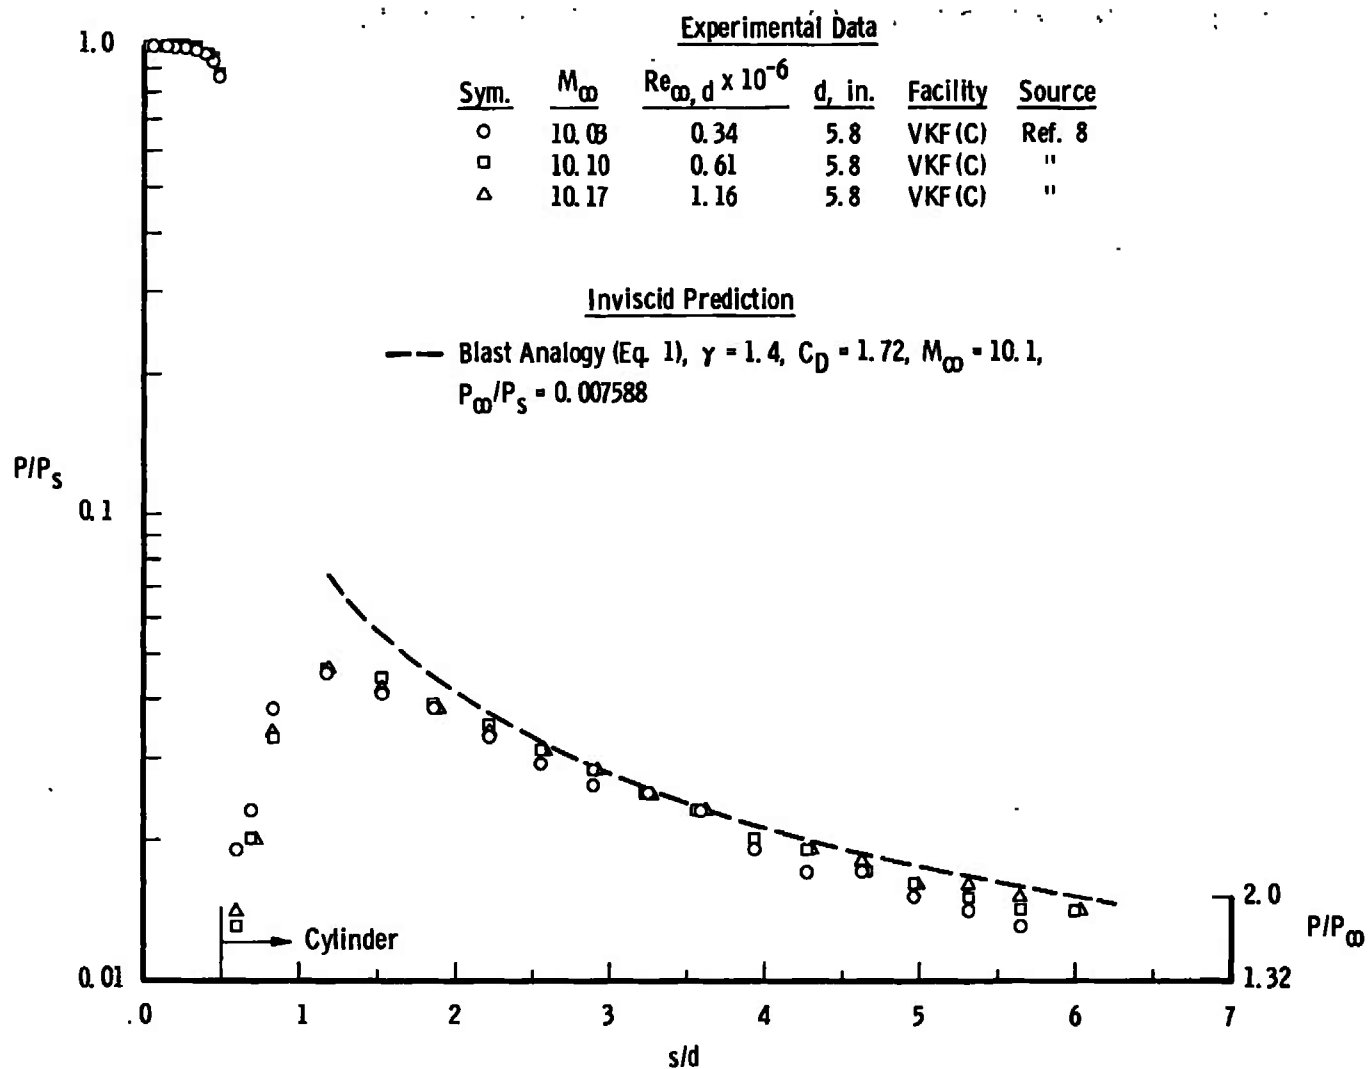 Experimental Data
Sym. M∞ Re∞, d x 10⁻⁶ d, in. Facility Source
○ 10.03 0.34 5.8 VKF(C) Ref. 8
□ 10.10 0.61 5.8 VKF(C) "
△ 10.17 1.16 5.8 VKF(C) "
Inviscid Prediction
Blast Analogy (Eq. 1), γ = 1.4, C_D = 1.72, M∞ = 10.1,
P∞/P_s = 0.007588
1.0
P/P_s
0.1
0.01
Cylinder
2.0
P/P∞
1.32
0 1 2 3 4 5 6 7
s/d